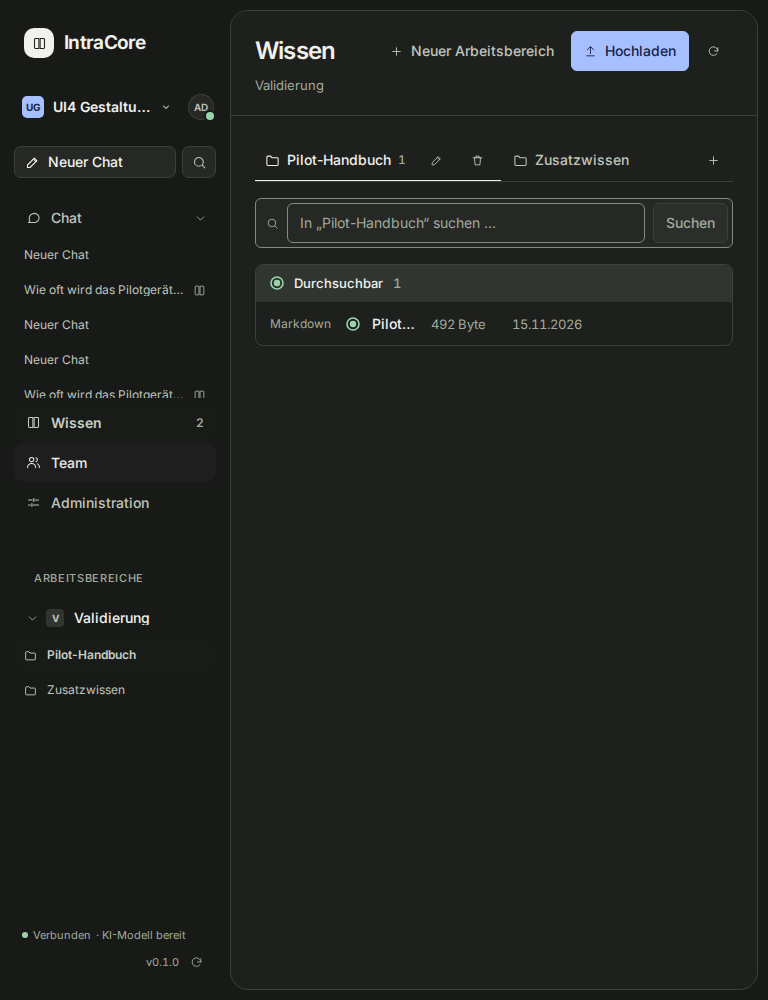 IntraCore
UG UI4 Gestaltu... AD
Neuer Chat
Chat
Neuer Chat
Wie oft wird das Pilotgerät...
Neuer Chat
Neuer Chat
Wie oft wird das Pilotgerät...
Wissen 2
Team
Administration
ARBEITSBEREICHE
V Validierung
Pilot-Handbuch
Zusatzwissen
Verbunden · KI-Modell bereit
v0.1.0
Wissen
Neuer Arbeitsbereich
Hochladen
Validierung
Pilot-Handbuch 1
Zusatzwissen
In „Pilot-Handbuch“ suchen ...
Suchen
Durchsuchbar 1
Markdown Pilot... 492 Byte 15.11.2026